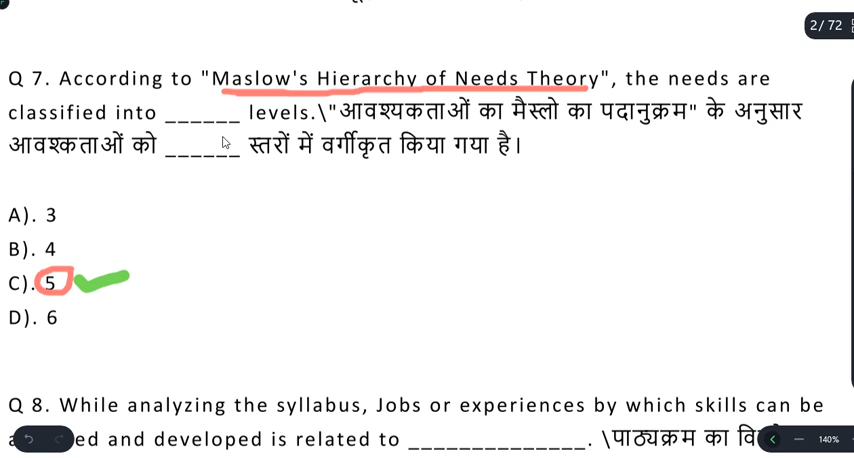 2/ 72
Q 7. According to "Maslow's Hierarchy of Needs Theory", the needs are
classified into ______ levels.\"आवश्यकताओं का मैस्लो का पदानुक्रम" के अनुसार
आवश्कताओं को ______ स्तरों में वर्गीकृत किया गया है।
A). 3
B). 4
C). 5
D). 6
Q 8. While analyzing the syllabus, Jobs or experiences by which skills can be
ed and developed is related to ______________. \पाठ्यक्रम का
140%